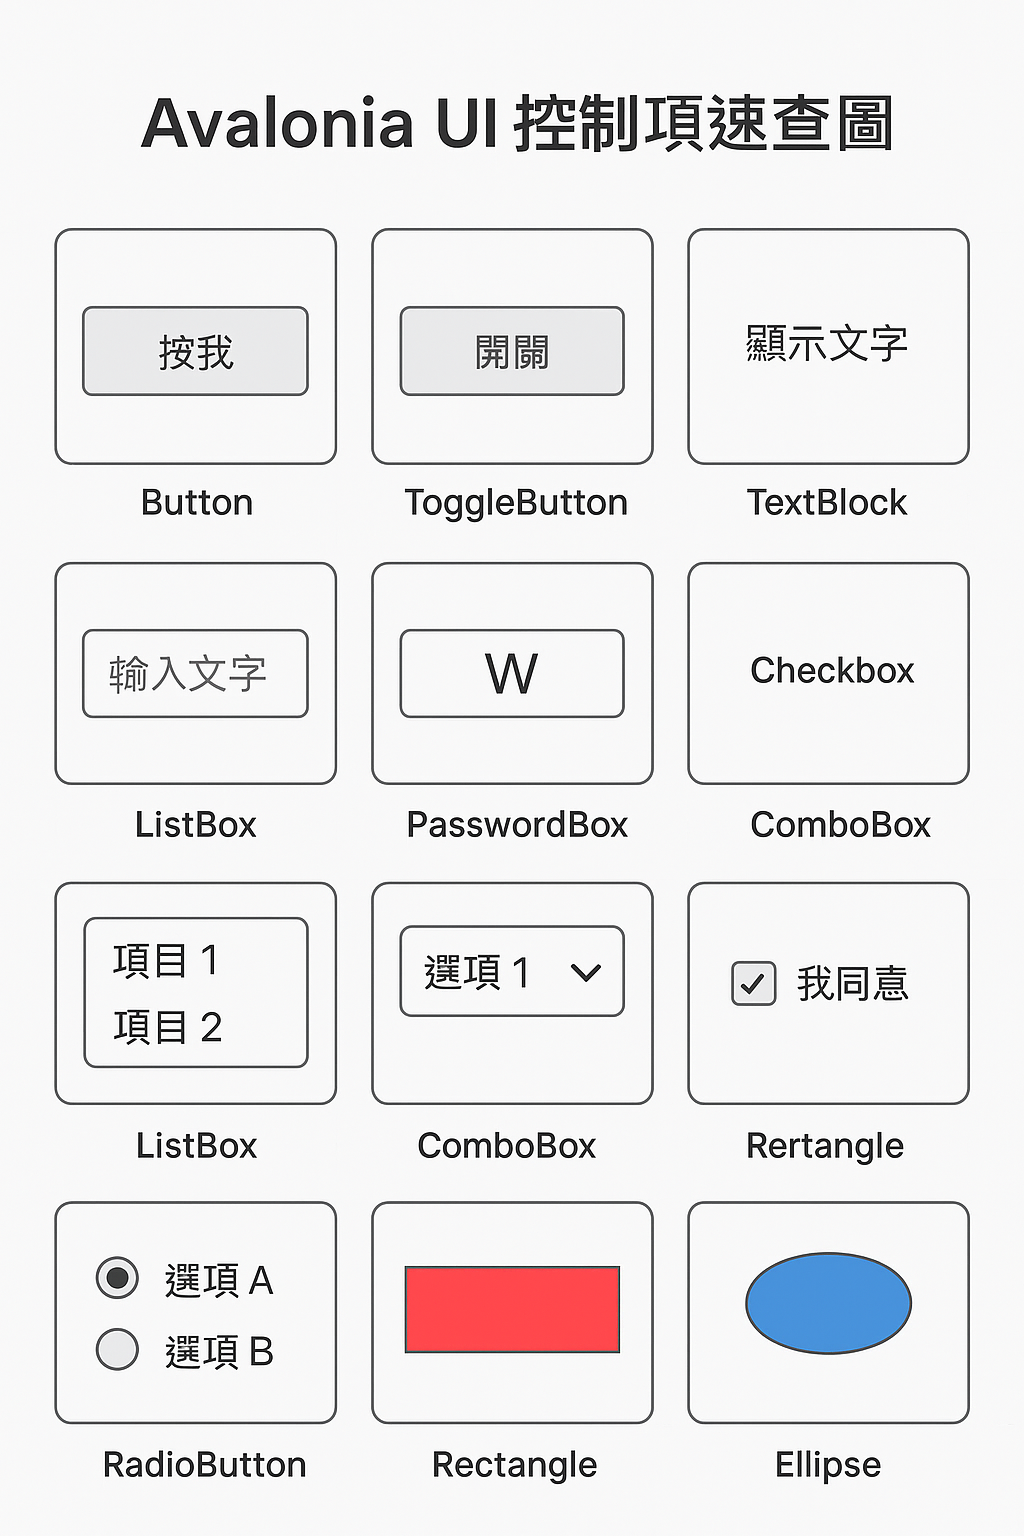 Avalonia UI 控制項速查圖
按我
開關
顯示文字
Button
ToggleButton
TextBlock
輸入文字
W
Checkbox
ListBox
PasswordBox
ComboBox
項目 1
項目 2
選項 1
我同意
ListBox
ComboBox
Rertangle
選項 A
選項 B
RadioButton
Rectangle
Ellipse